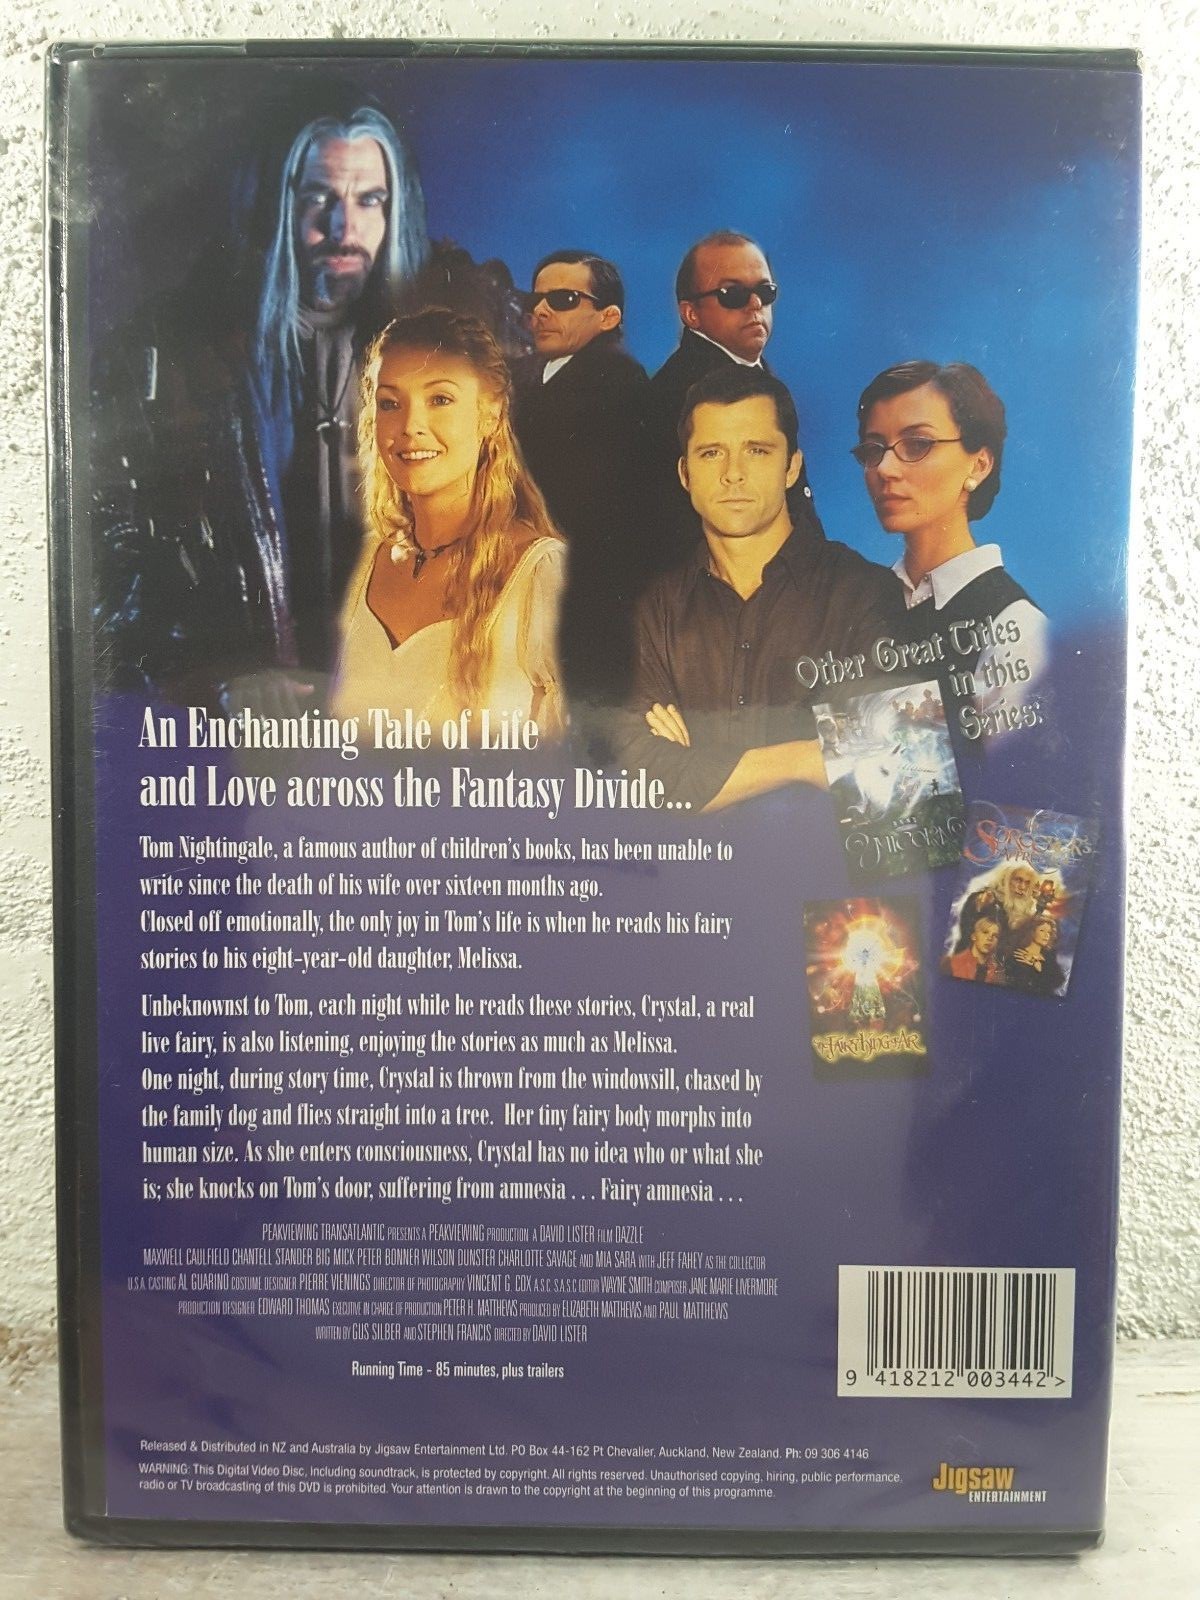 An Enchanting Tale of Life
and Love across the Fantasy Divide...
Tom Nightingale, a famous author of children's books, has been unable to
write since the death of his wife over sixteen months ago.
Closed off emotionally, the only joy in Tom's life is when he reads his fairy
stories to his eight-year-old daughter, Melissa.
Unbeknownst to Tom, each night while he reads these stories, Crystal, a real
live fairy, is also listening, enjoying the stories as much as Melissa.
One night, during story time, Crystal is thrown from the windowsill, chased by
the family dog and flies straight into a tree. Her tiny fairy body morphs into
human size. As she enters consciousness, Crystal has no idea who or what she
is; she knocks on Tom's door, suffering from amnesia . . . Fairy amnesia . . .
Other Great Titles
in this
Series:
UNICORN
SORCERER'S
THE FAIRY KING OF AR
PEAKVIEWING TRANSATLANTIC PRESENTS A PEAKVIEWING PRODUCTION A DAVID LISTER FILM DAZZLE
MAXWELL CAULFIELD CHANTELL STANDER BIG MICK PETER BONNER WILSON DUNSTER CHARLOTTE SAVAGE AND MIA SARA WITH JEFF FAHEY AS THE COLLECTOR
U.S.A. CASTING AL GUARINO COSTUME DESIGNER PIERRE VIENINGS DIRECTOR OF PHOTOGRAPHY VINCENT G. COX A.S.C. S.A.S.C EDITOR WAYNE SMITH COMPOSER JANE MARIE LIVERMORE
PRODUCTION DESIGNER EDWARD THOMAS EXECUTIVE IN CHARGE OF PRODUCTION PETER H. MATTHEWS PRODUCED BY ELIZABETH MATTHEWS AND PAUL MATTHEWS
WRITTEN BY GUS SILBER AND STEPHEN FRANCIS DIRECTED BY DAVID LISTER
Running Time - 85 minutes, plus trailers
9 418212 003442 >
Released & Distributed in NZ and Australia by Jigsaw Entertainment Ltd. PO Box 44-162 Pt Chevalier, Auckland, New Zealand. Ph: 09 306 4146
WARNING: This Digital Video Disc, including soundtrack, is protected by copyright. All rights reserved. Unauthorised copying, hiring, public performance,
radio or TV broadcasting of this DVD is prohibited. Your attention is drawn to the copyright at the beginning of this programme.
Jigsaw
ENTERTAINMENT